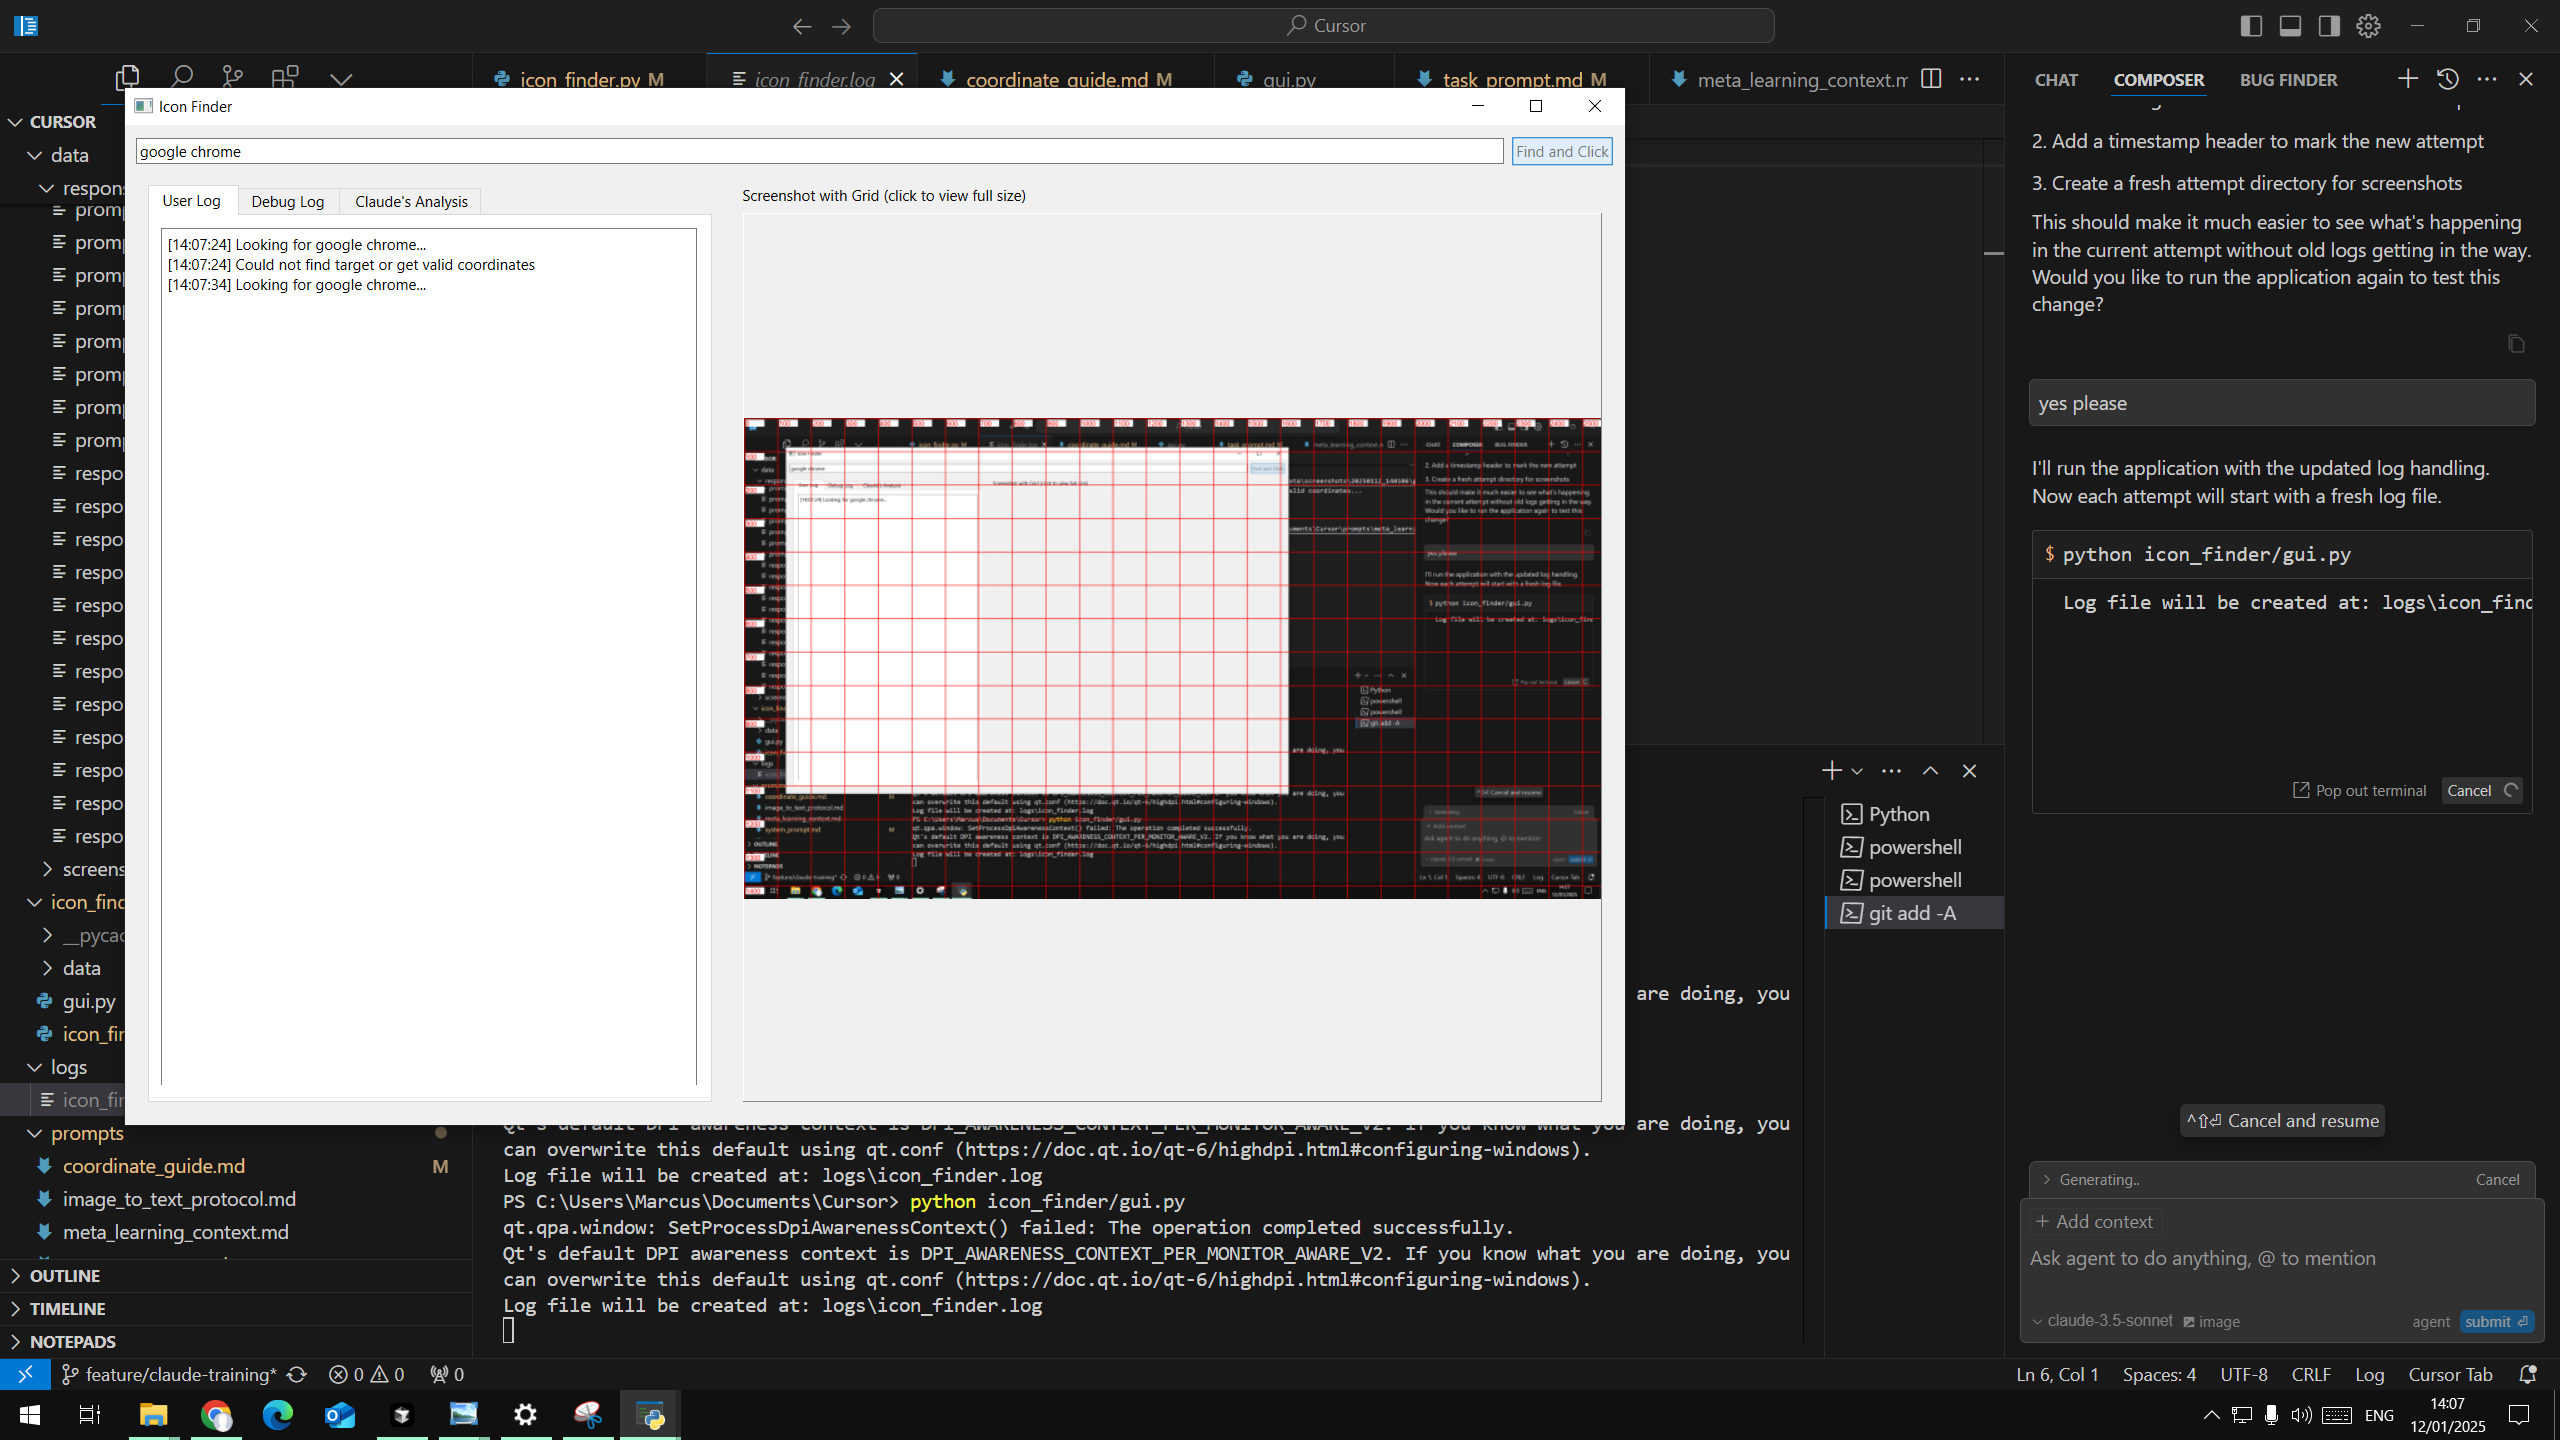 Cursor
icon_finder.py M
icon_finder.log
coordinate_guide.md M
gui.py
task_prompt.md M
meta_learning_context.m
CHAT
COMPOSER
BUG FINDER
CURSOR
data
respon
prom
prom
prom
prom
prom
prom
prom
prom
respo
respo
respo
respo
respo
respo
respo
respo
respo
respo
respo
respo
screens
icon_find
__pycac
data
gui.py
icon_fin
logs
icon_fin
prompts
coordinate_guide.md M
image_to_text_protocol.md
meta_learning_context.md
OUTLINE
TIMELINE
NOTEPADS
Icon Finder
google chrome
Find and Click
User Log
Debug Log
Claude's Analysis
[14:07:24] Looking for google chrome...
[14:07:24] Could not find target or get valid coordinates
[14:07:34] Looking for google chrome...
Screenshot with Grid (click to view full size)
are doing, you
Qt's default DPI awareness context is DPI_AWARENESS_CONTEXT_PER_MONITOR_AWARE_V2. If you know what you are doing, you
can overwrite this default using qt.conf (https://doc.qt.io/qt-6/highdpi.html#configuring-windows).
Log file will be created at: logs\icon_finder.log
PS C:\Users\Marcus\Documents\Cursor> python icon_finder/gui.py
qt.qpa.window: SetProcessDpiAwarenessContext() failed: The operation completed successfully.
Qt's default DPI awareness context is DPI_AWARENESS_CONTEXT_PER_MONITOR_AWARE_V2. If you know what you are doing, you
can overwrite this default using qt.conf (https://doc.qt.io/qt-6/highdpi.html#configuring-windows).
Log file will be created at: logs\icon_finder.log
Python
powershell
powershell
git add -A
2. Add a timestamp header to mark the new attempt
3. Create a fresh attempt directory for screenshots
This should make it much easier to see what's happening
in the current attempt without old logs getting in the way.
Would you like to run the application again to test this
change?
yes please
I'll run the application with the updated log handling.
Now each attempt will start with a fresh log file.
$ python icon_finder/gui.py
Log file will be created at: logs\icon_find
Pop out terminal
Cancel
^⇧⏎ Cancel and resume
Generating..
Cancel
+ Add context
Ask agent to do anything, @ to mention
claude-3.5-sonnet
image
agent
submit ⏎
feature/claude-training*
0
0
0
Ln 6, Col 1
Spaces: 4
UTF-8
CRLF
Log
Cursor Tab
ENG
14:07
12/01/2025